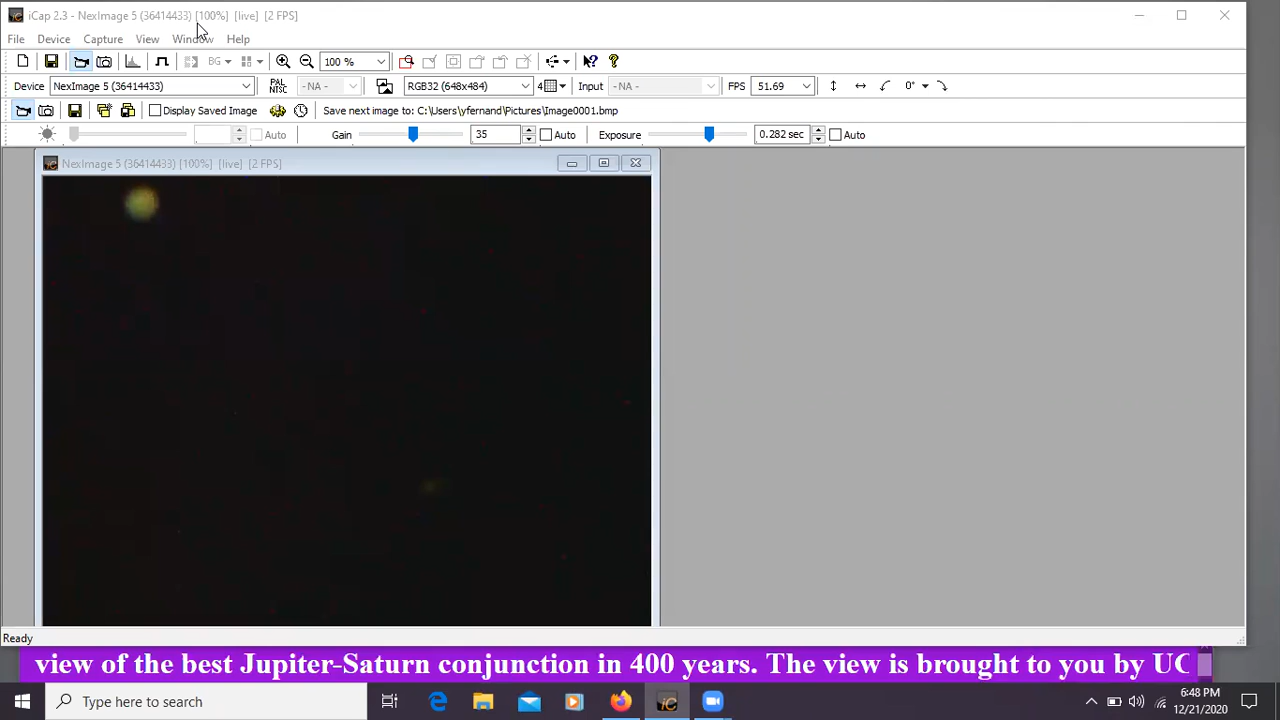 iCap 2.3 - NexImage 5 (36414433) [100%] [live] [2 FPS]
File Device Capture View Window Help
BG 100 %
Device NexImage 5 (36414433) PAL NTSC - NA - RGB32 (648x484) 4 Input - NA - FPS 51.69 0°
Display Saved Image Save next image to: C:\Users\yfernand\Pictures\Image0001.bmp
Auto Gain 35 Auto Exposure 0.282 sec Auto
NexImage 5 (36414433) [100%] [live] [2 FPS]
Ready
view of the best Jupiter-Saturn conjunction in 400 years. The view is brought to you by UC
Type here to search
6:48 PM
12/21/2020